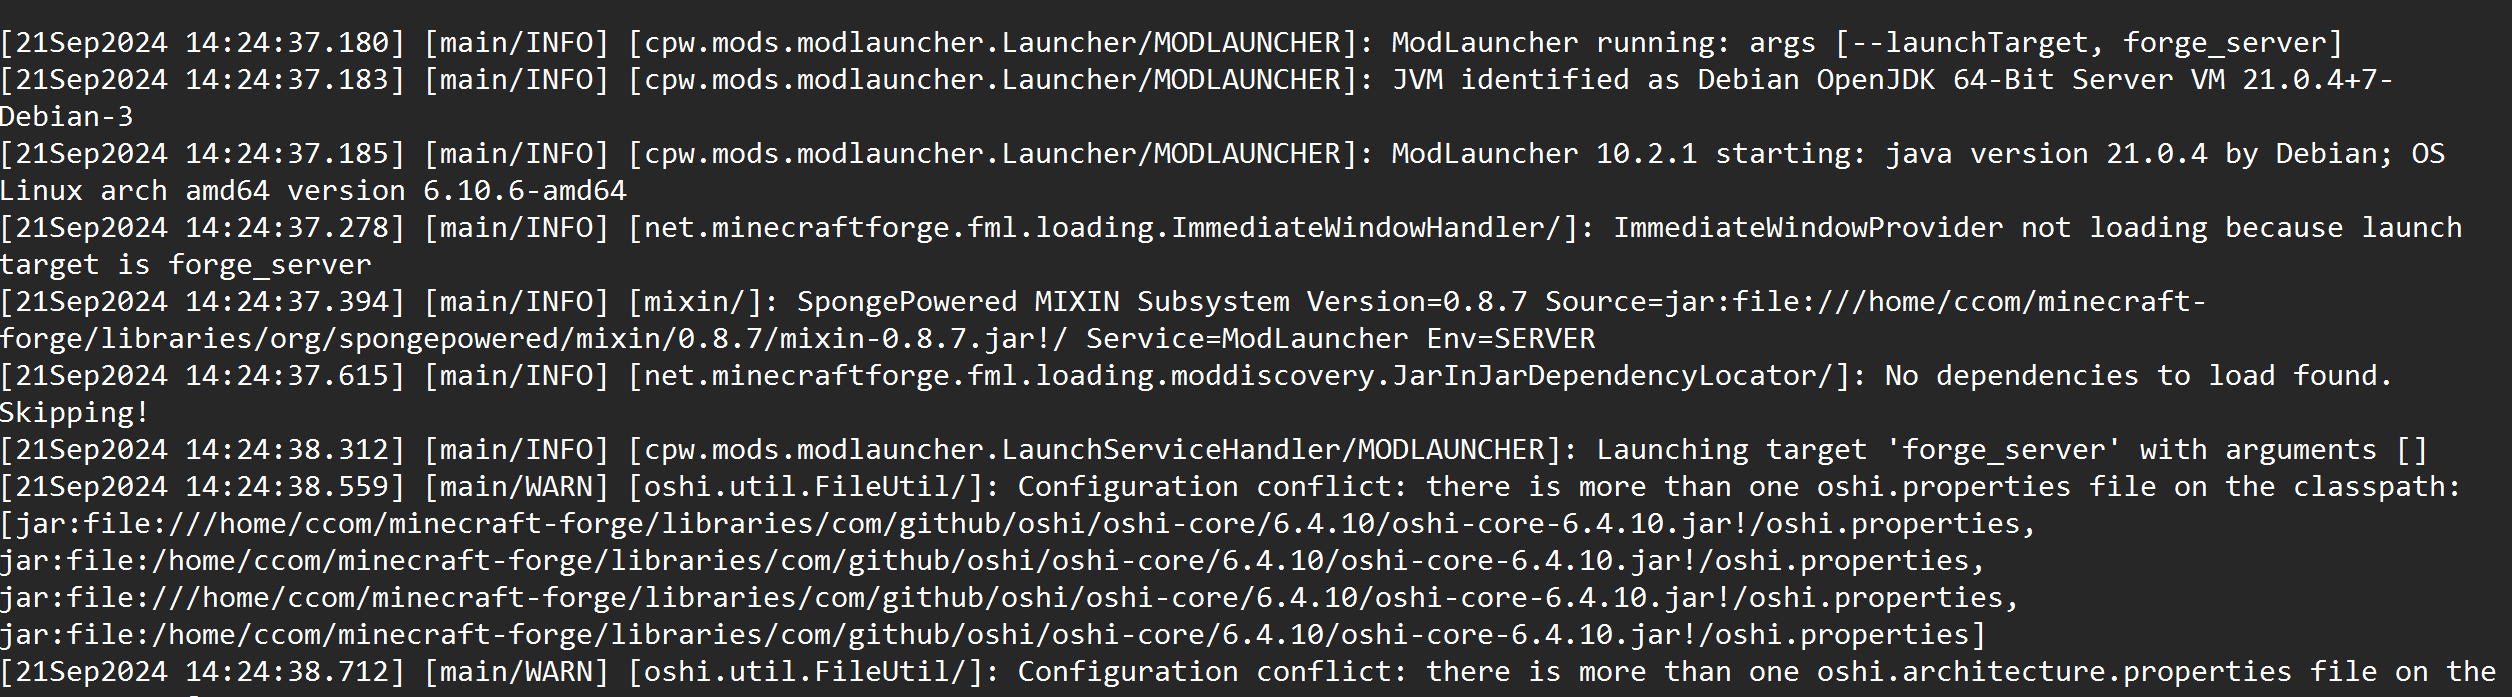 [21Sep2024 14:24:37.180] [main/INFO] [cpw.mods.modlauncher.Launcher/MODLAUNCHER]: ModLauncher running: args [--launchTarget, forge_server]
[21Sep2024 14:24:37.183] [main/INFO] [cpw.mods.modlauncher.Launcher/MODLAUNCHER]: JVM identified as Debian OpenJDK 64-Bit Server VM 21.0.4+7-
Debian-3
[21Sep2024 14:24:37.185] [main/INFO] [cpw.mods.modlauncher.Launcher/MODLAUNCHER]: ModLauncher 10.2.1 starting: java version 21.0.4 by Debian; OS
Linux arch amd64 version 6.10.6-amd64
[21Sep2024 14:24:37.278] [main/INFO] [net.minecraftforge.fml.loading.ImmediateWindowHandler/]: ImmediateWindowProvider not loading because launch
target is forge_server
[21Sep2024 14:24:37.394] [main/INFO] [mixin/]: SpongePowered MIXIN Subsystem Version=0.8.7 Source=jar:file:///home/ccom/minecraft-
forge/libraries/org/spongepowered/mixin/0.8.7/mixin-0.8.7.jar!/ Service=ModLauncher Env=SERVER
[21Sep2024 14:24:37.615] [main/INFO] [net.minecraftforge.fml.loading.moddiscovery.JarInJarDependencyLocator/]: No dependencies to load found.
Skipping!
[21Sep2024 14:24:38.312] [main/INFO] [cpw.mods.modlauncher.LaunchServiceHandler/MODLAUNCHER]: Launching target 'forge_server' with arguments []
[21Sep2024 14:24:38.559] [main/WARN] [oshi.util.FileUtil/]: Configuration conflict: there is more than one oshi.properties file on the classpath:
[jar:file:///home/ccom/minecraft-forge/libraries/com/github/oshi/oshi-core/6.4.10/oshi-core-6.4.10.jar!/oshi.properties,
jar:file:/home/ccom/minecraft-forge/libraries/com/github/oshi/oshi-core/6.4.10/oshi-core-6.4.10.jar!/oshi.properties,
jar:file:///home/ccom/minecraft-forge/libraries/com/github/oshi/oshi-core/6.4.10/oshi-core-6.4.10.jar!/oshi.properties,
jar:file:/home/ccom/minecraft-forge/libraries/com/github/oshi/oshi-core/6.4.10/oshi-core-6.4.10.jar!/oshi.properties]
[21Sep2024 14:24:38.712] [main/WARN] [oshi.util.FileUtil/]: Configuration conflict: there is more than one oshi.architecture.properties file on the